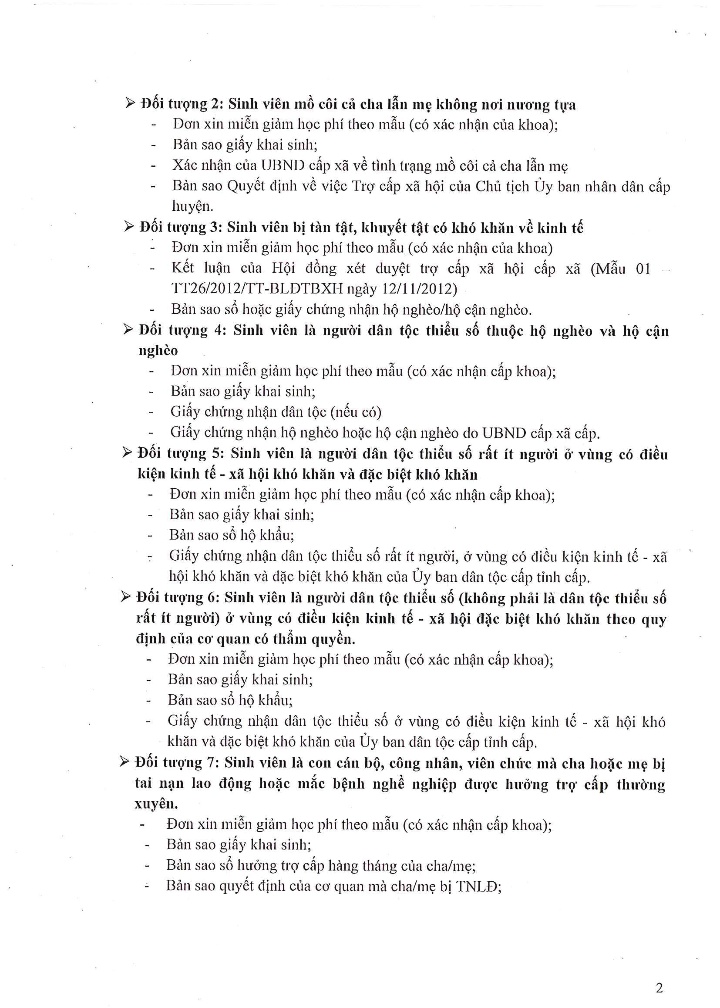 ➢ Đối tượng 2: Sinh viên mồ côi cả cha lẫn mẹ không nơi nương tựa
- Đơn xin miễn giảm học phí theo mẫu (có xác nhận của khoa);
- Bản sao giấy khai sinh;
- Xác nhận của UBND cấp xã về tình trạng mồ côi cả cha lẫn mẹ
- Bản sao Quyết định về việc Trợ cấp xã hội của Chủ tịch Ủy ban nhân dân cấp
huyện.
➢ Đối tượng 3: Sinh viên bị tàn tật, khuyết tật có khó khăn về kinh tế
- Đơn xin miễn giảm học phí theo mẫu (có xác nhận của khoa)
- Kết luận của Hội đồng xét duyệt trợ cấp xã hội cấp xã (Mẫu 01
TT26/2012/TT-BLDTBXH ngày 12/11/2012)
- Bản sao sổ hoặc giấy chứng nhận hộ nghèo/hộ cận nghèo.
➢ Đối tượng 4: Sinh viên là người dân tộc thiểu số thuộc hộ nghèo và hộ cận
nghèo
- Đơn xin miễn giảm học phí theo mẫu (có xác nhận cấp khoa);
- Bản sao giấy khai sinh;
- Giấy chứng nhận dân tộc (nếu có)
- Giấy chứng nhận hộ nghèo hoặc hộ cận nghèo do UBND cấp xã cấp.
➢ Đối tượng 5: Sinh viên là người dân tộc thiểu số rất ít người ở vùng có điều
kiện kinh tế - xã hội khó khăn và đặc biệt khó khăn
- Đơn xin miễn giảm học phí theo mẫu (có xác nhận cấp khoa);
- Bản sao giấy khai sinh;
- Bản sao sổ hộ khẩu;
- Giấy chứng nhận dân tộc thiểu số rất ít người, ở vùng có điều kiện kinh tế - xã
hội khó khăn và đặc biệt khó khăn của Ủy ban dân tộc cấp tỉnh cấp.
➢ Đối tượng 6: Sinh viên là người dân tộc thiểu số (không phải là dân tộc thiểu số
rất ít người) ở vùng có điều kiện kinh tế - xã hội đặc biệt khó khăn theo quy
định của cơ quan có thẩm quyền.
- Đơn xin miễn giảm học phí theo mẫu (có xác nhận cấp khoa);
- Bản sao giấy khai sinh;
- Bản sao sổ hộ khẩu;
- Giấy chứng nhận dân tộc thiểu số ở vùng có điều kiện kinh tế - xã hội khó
khăn và đặc biệt khó khăn của Ủy ban dân tộc cấp tỉnh cấp.
➢ Đối tượng 7: Sinh viên là con cán bộ, công nhân, viên chức mà cha hoặc mẹ bị
tai nạn lao động hoặc mắc bệnh nghề nghiệp được hưởng trợ cấp thường
xuyên.
- Đơn xin miễn giảm học phí theo mẫu (có xác nhận cấp khoa);
- Bản sao giấy khai sinh;
- Bản sao sổ hưởng trợ cấp hàng tháng của cha/mẹ;
- Bản sao quyết định của cơ quan mà cha/mẹ bị TNLĐ;
2